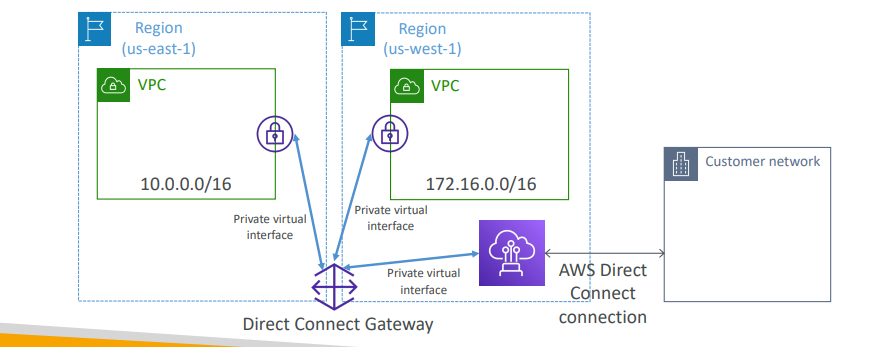 Region
(us-east-1)
Region
(us-west-1)
VPC
VPC
Customer network
10.0.0.0/16
172.16.0.0/16
Private virtual
interface
Private virtual
interface
Private virtual
interface
AWS Direct
Connect
connection
Direct Connect Gateway